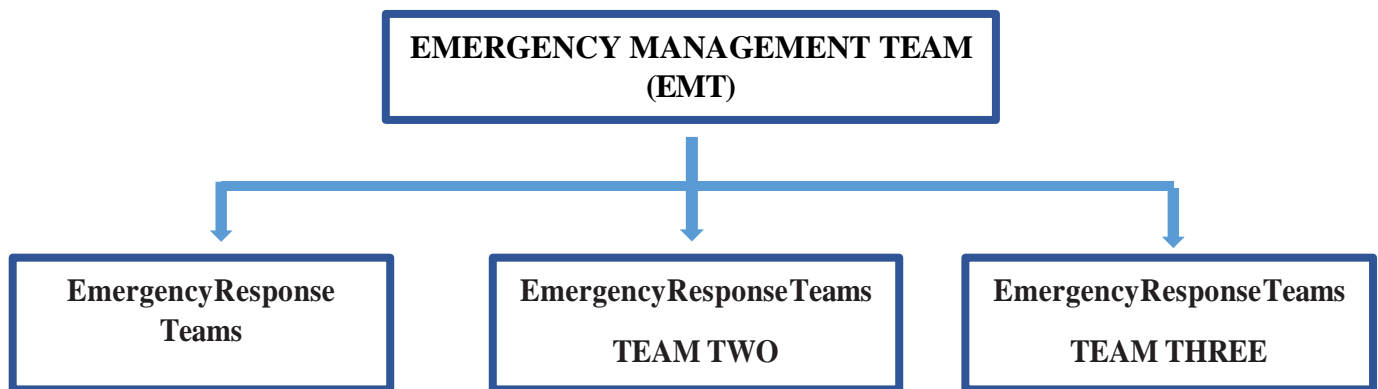 EMERGENCY MANAGEMENT TEAM
(EMT)
EmergencyResponse
Teams
EmergencyResponseTeams
TEAM TWO
EmergencyResponseTeams
TEAM THREE